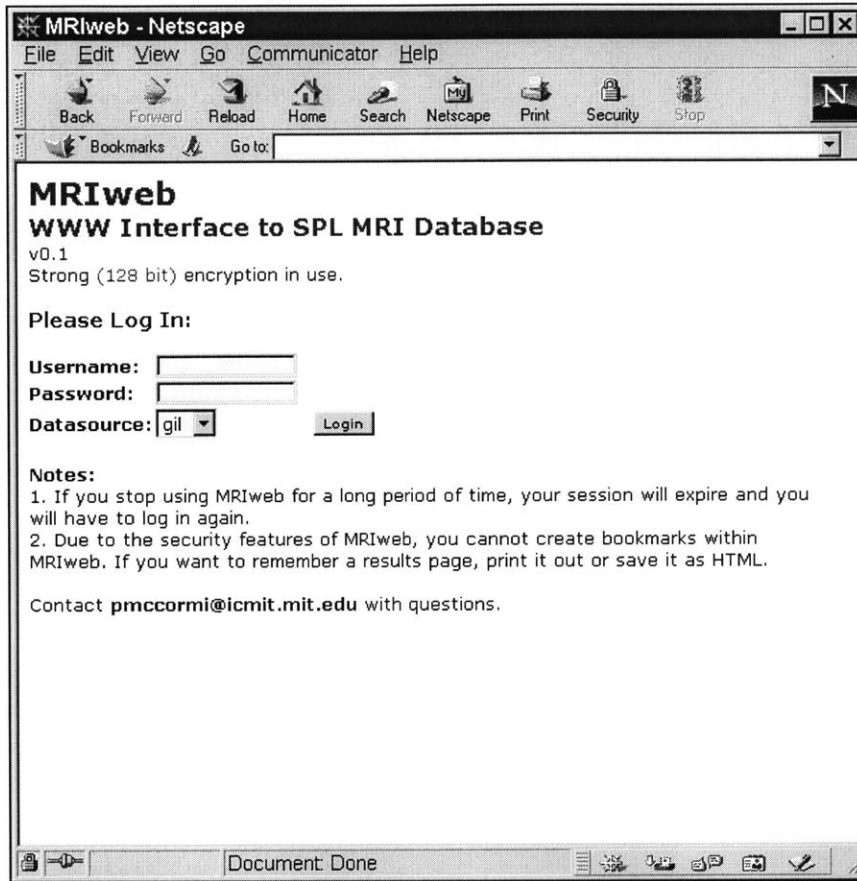 MRIweb - Netscape
File Edit View Go Communicator Help
Back Forward Reload Home Search Netscape Print Security Stop
My
N
Bookmarks Go to:
MRIweb
WWW Interface to SPL MRI Database
v0.1
Strong (128 bit) encryption in use.
Please Log In:
Username:
Password:
Datasource: gil Login
Notes:
1. If you stop using MRIweb for a long period of time, your session will expire and you
will have to log in again.
2. Due to the security features of MRIweb, you cannot create bookmarks within
MRIweb. If you want to remember a results page, print it out or save it as HTML.
Contact pmccormi@icmit.mit.edu with questions.
Document: Done